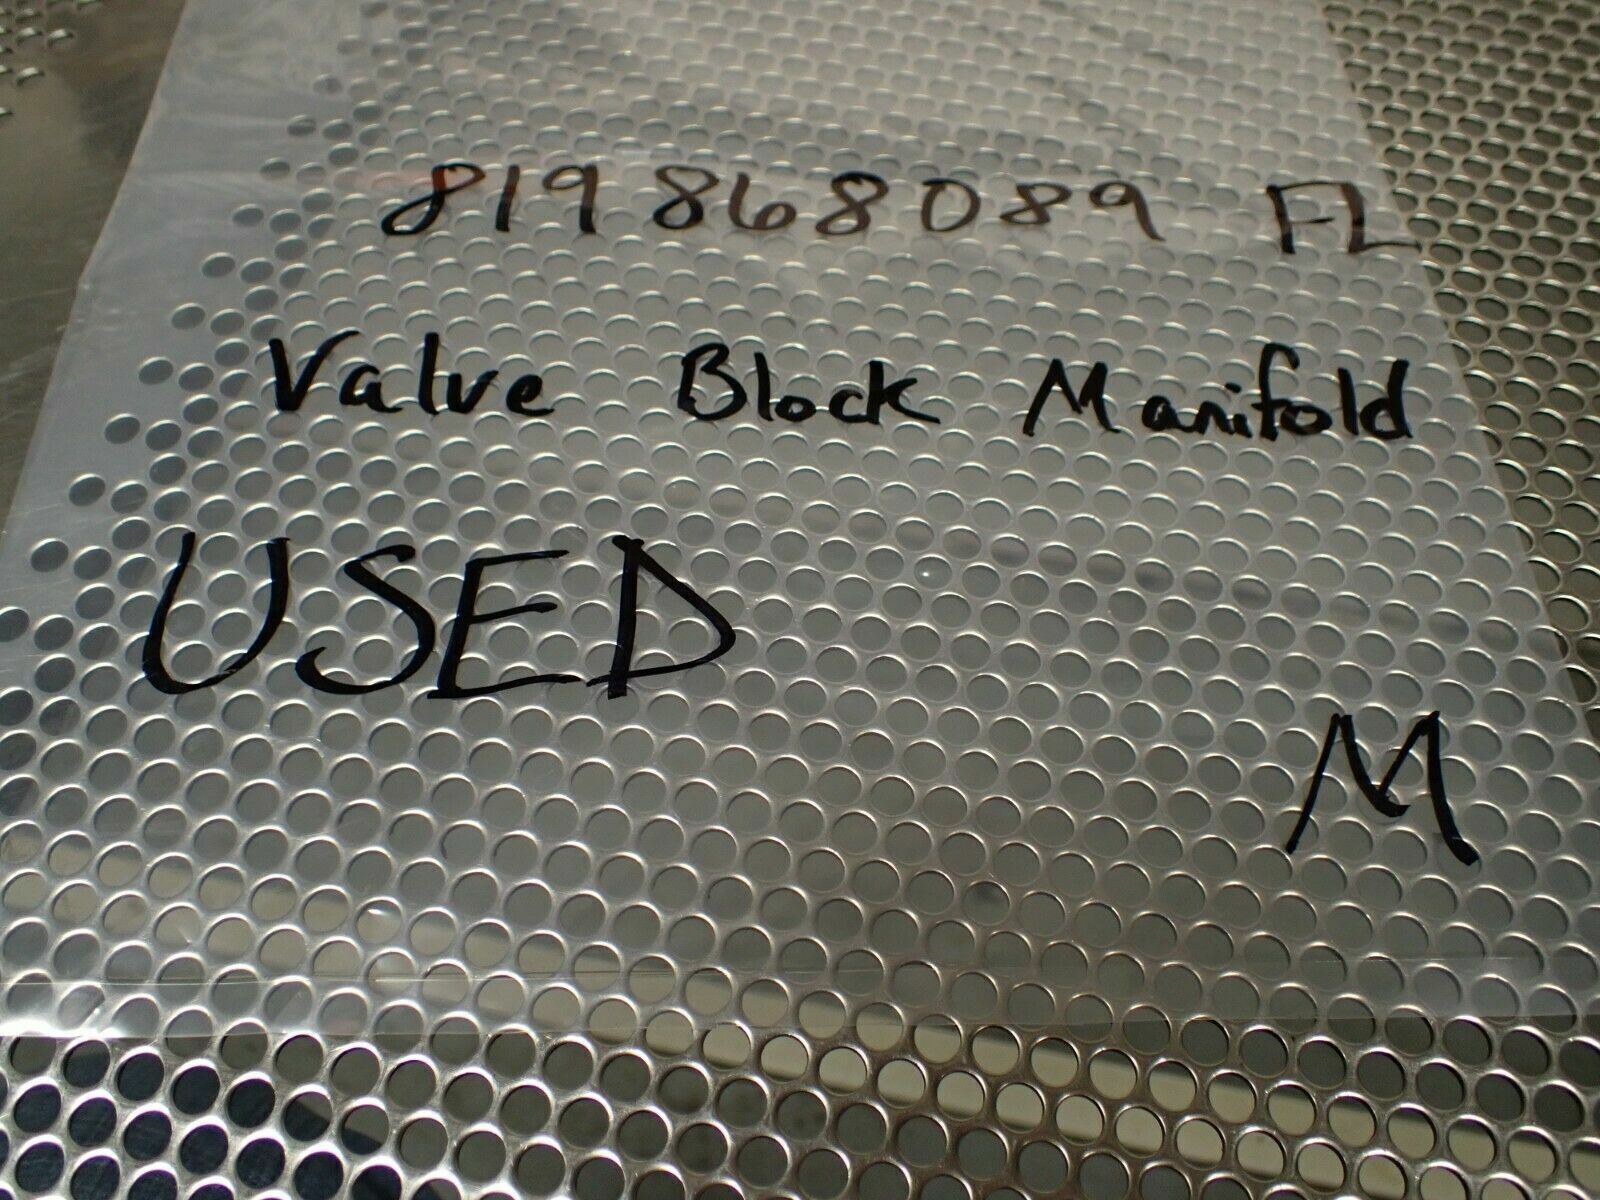 819868089 FL
Valve Block Manifold
USED
M